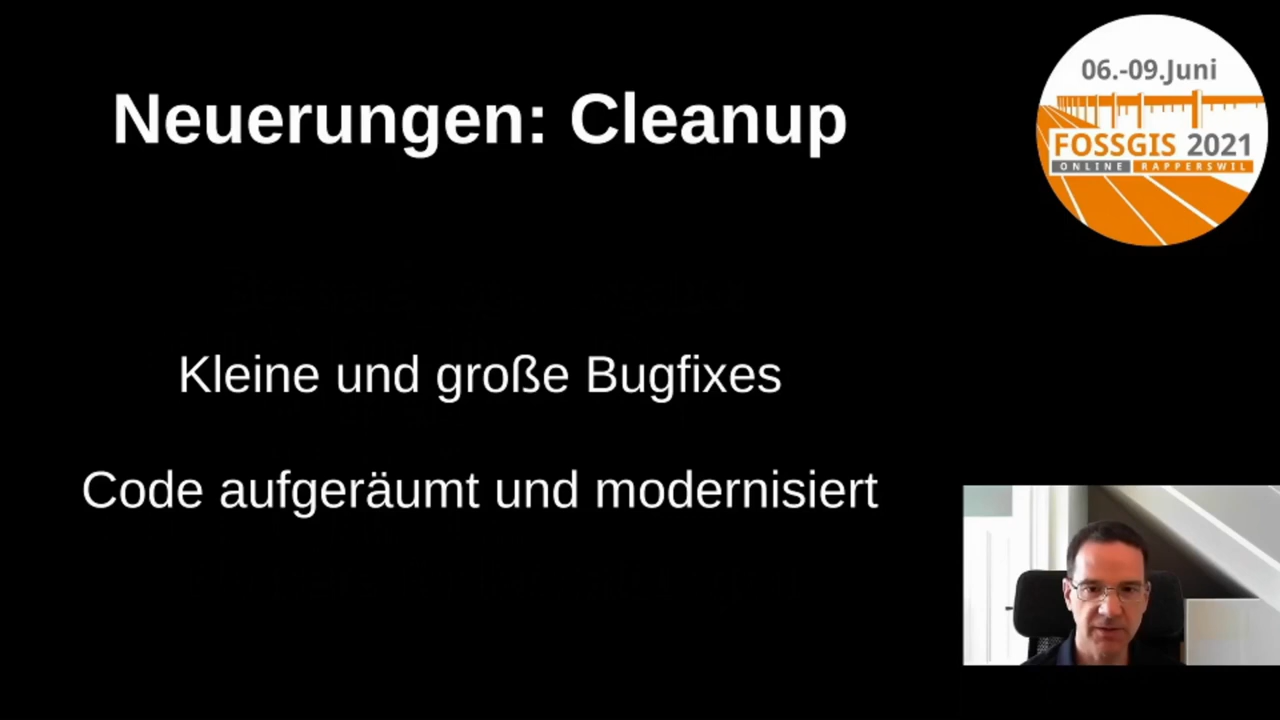 Neuerungen: Cleanup
06.-09.Juni
FOSSGIS 2021
ONLINE RAPPERSWIL
Kleine und große Bugfixes
Code aufgeräumt und modernisiert